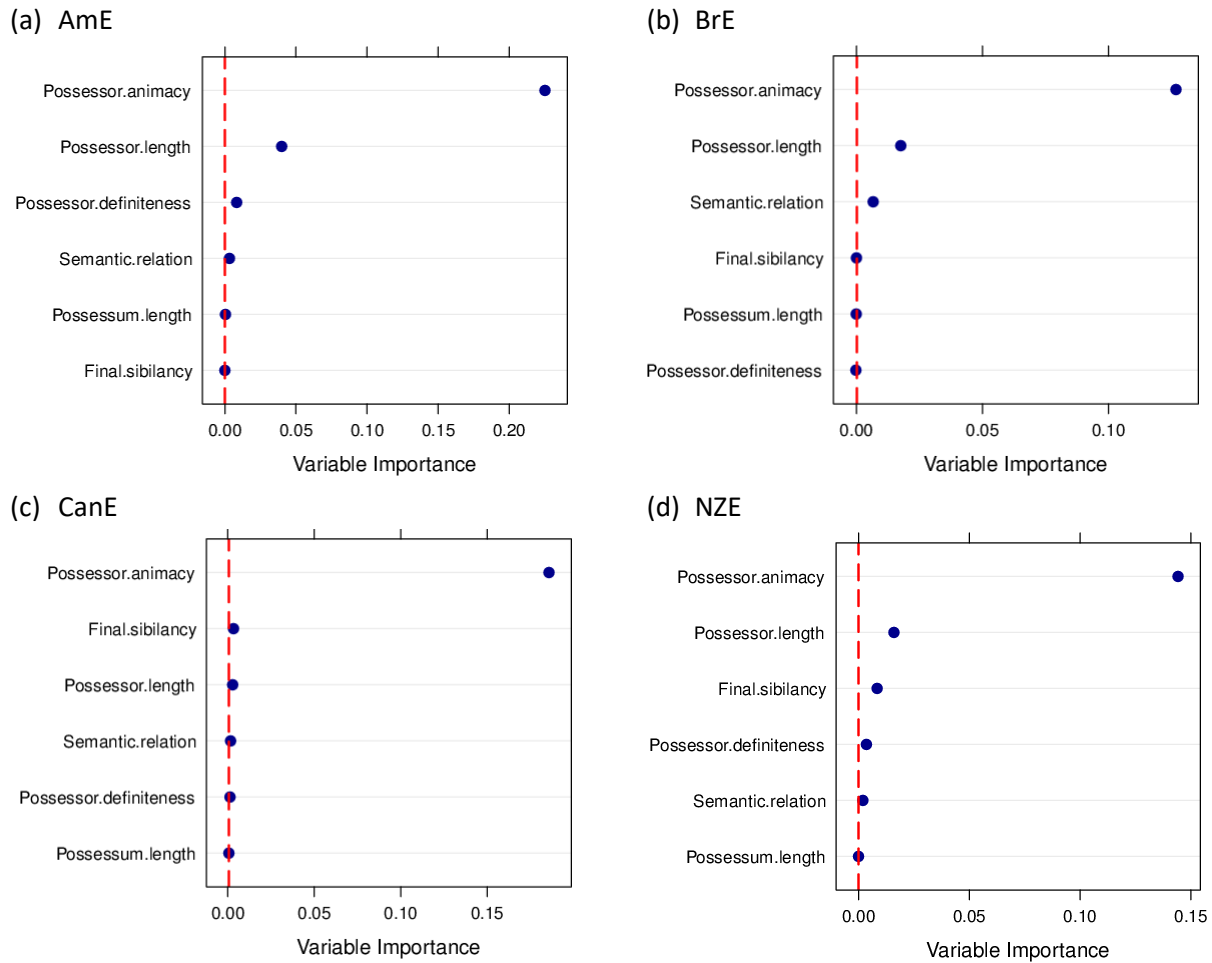 (a) AmE
Possessor.animacy
Possessor.length
Possessor.definiteness
Semantic.relation
Possessum.length
Final.sibilancy
0.00 0.05 0.10 0.15 0.20
Variable Importance
(b) BrE
Possessor.animacy
Possessor.length
Semantic.relation
Final.sibilancy
Possessum.length
Possessor.definiteness
0.00 0.05 0.10
Variable Importance
(c) CanE
Possessor.animacy
Final.sibilancy
Possessor.length
Semantic.relation
Possessor.definiteness
Possessum.length
0.00 0.05 0.10 0.15
Variable Importance
(d) NZE
Possessor.animacy
Possessor.length
Final.sibilancy
Possessor.definiteness
Semantic.relation
Possessum.length
0.00 0.05 0.10 0.15
Variable Importance